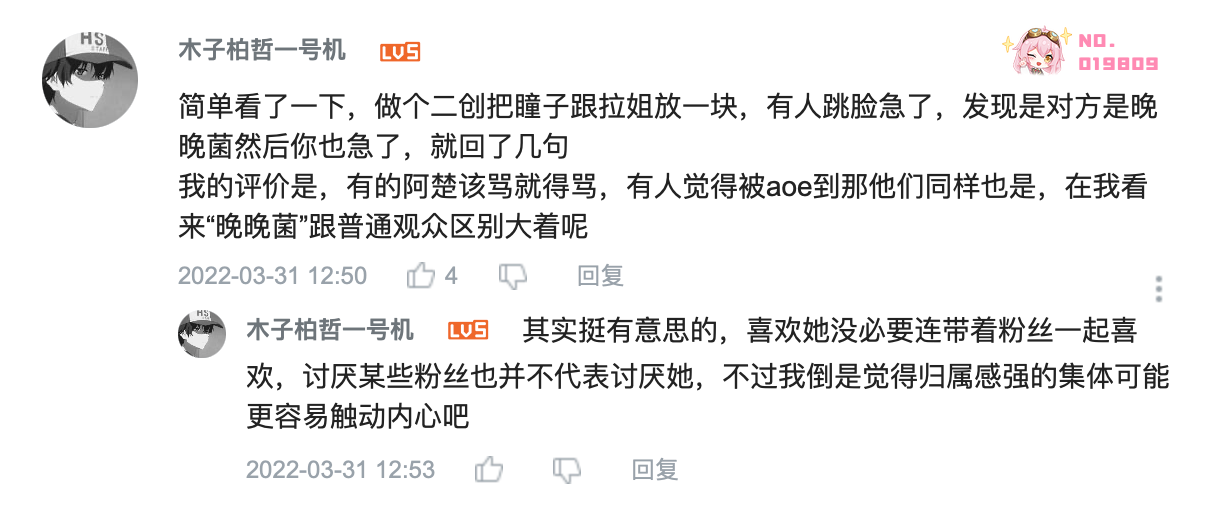 HS
STAFF
木子柏哲一号机 LV5
NO.
019809
简单看了一下，做个二创把瞳子跟拉姐放一块，有人跳脸急了，发现是对方是晚
晚菌然后你也急了，就回了几句
我的评价是，有的阿楚该骂就得骂，有人觉得被aoe到那他们同样也是，在我看
来“晚晚菌”跟普通观众区别大着呢
2022-03-31 12:50 4 回复
HS
木子柏哲一号机 LV5 其实挺有意思的，喜欢她没必要连带着粉丝一起喜
欢，讨厌某些粉丝也并不代表讨厌她，不过我倒是觉得归属感强的集体可能
更容易触动内心吧
2022-03-31 12:53 回复